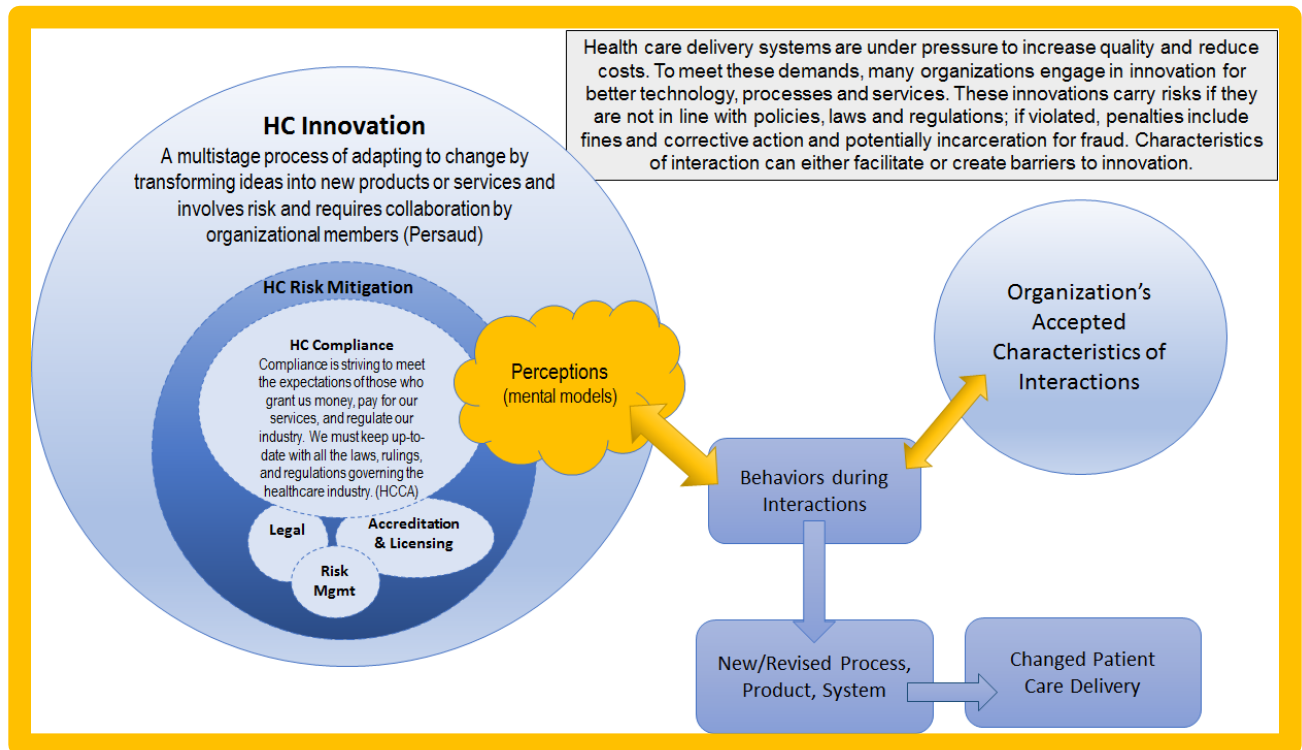 Health care delivery systems are under pressure to increase quality and reduce
costs. To meet these demands, many organizations engage in innovation for
better technology, processes and services. These innovations carry risks if they
are not in line with policies, laws and regulations; if violated, penalties include
fines and corrective action and potentially incarceration for fraud. Characteristics
of interaction can either facilitate or create barriers to innovation.
HC Innovation
A multistage process of adapting to change by
transforming ideas into new products or services and
involves risk and requires collaboration by
organizational members (Persaud)
HC Risk Mitigation
HC Compliance
Compliance is striving to meet
the expectations of those who
grant us money, pay for our
services, and regulate our
industry. We must keep up-to-
date with all the laws, rulings,
and regulations governing the
healthcare industry. (HCCA)
Legal
Accreditation
& Licensing
Risk
Mgmt
Perceptions
(mental models)
Organization's
Accepted
Characteristics of
Interactions
Behaviors during
Interactions
New/Revised Process,
Product, System
Changed Patient
Care Delivery